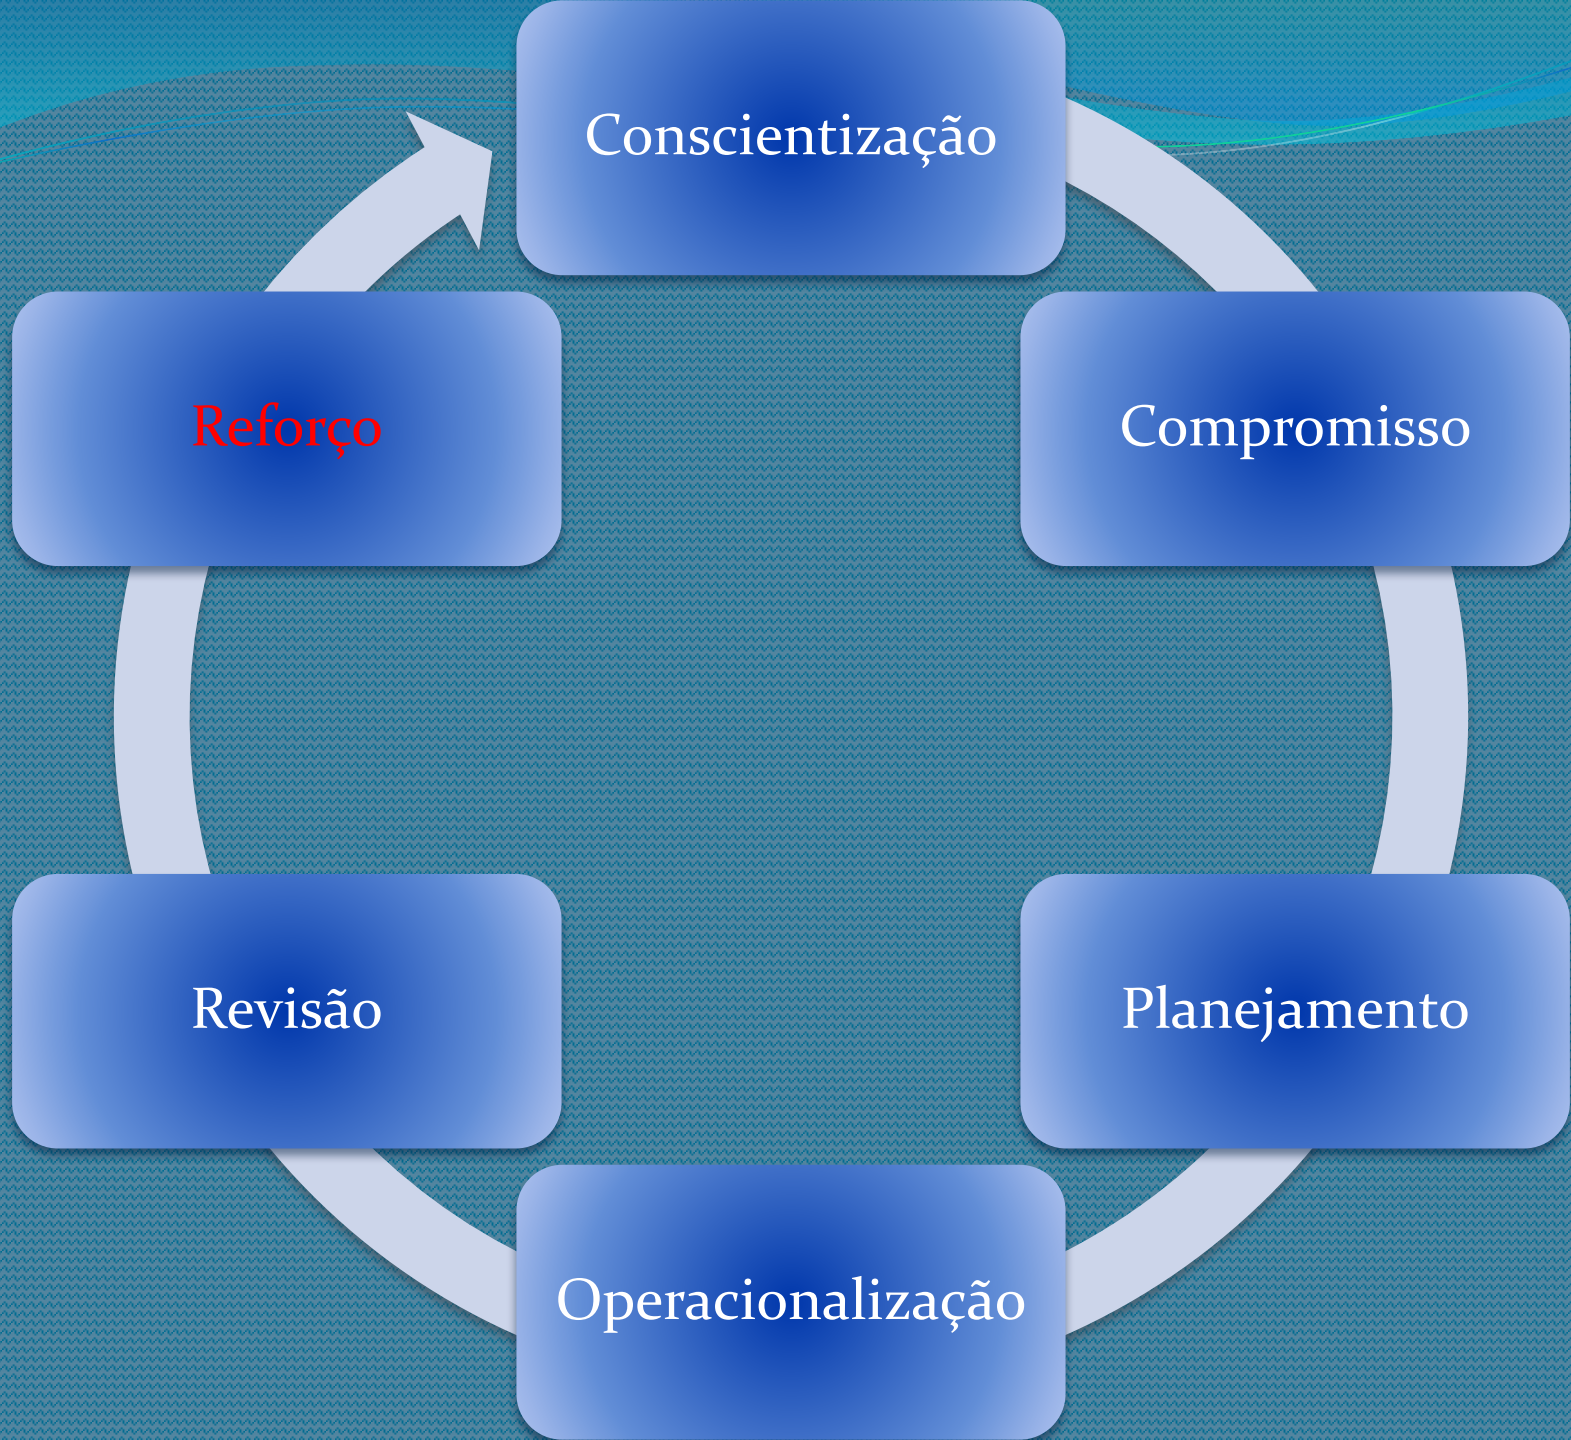 Conscientização
Compromisso
Planejamento
Operacionalização
Revisão
Reforço